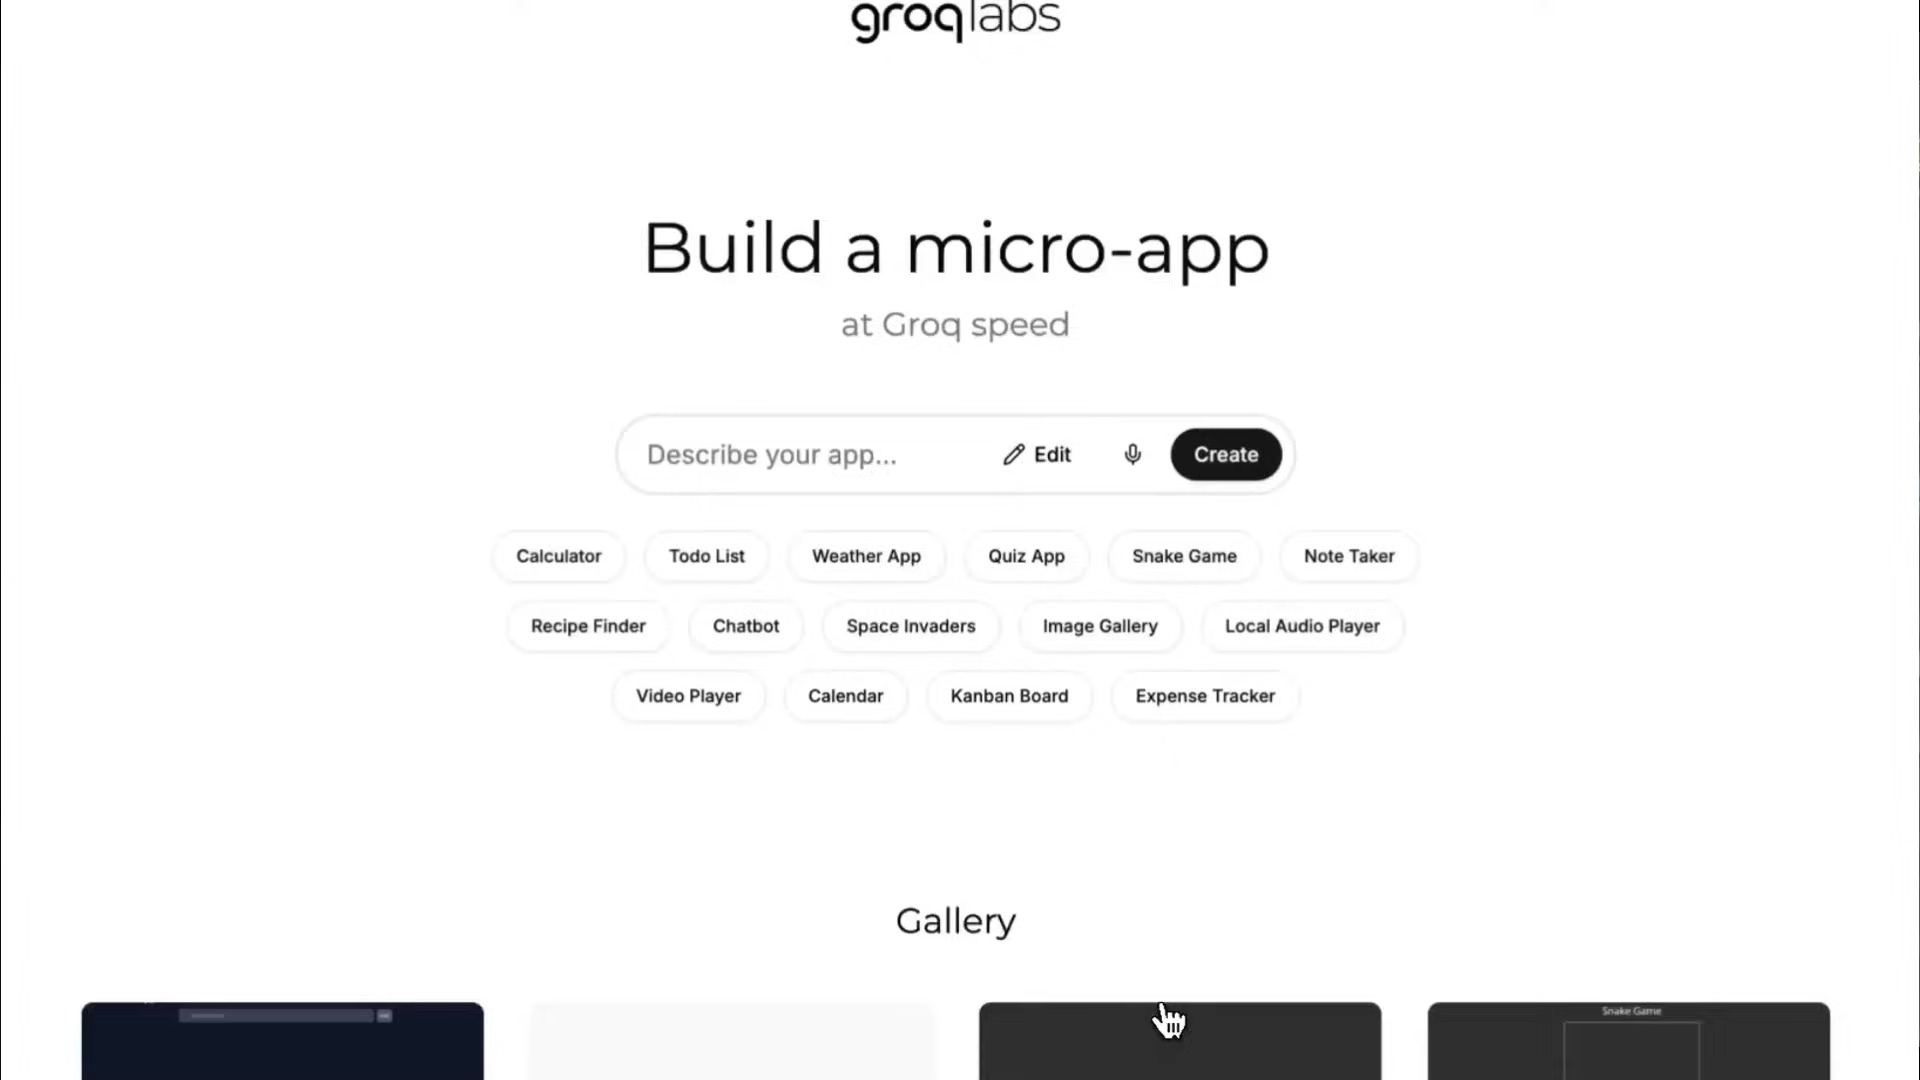 groqlabs
Build a micro-app
at Groq speed
Describe your app... Edit Create
Calculator Todo List Weather App Quiz App Snake Game Note Taker
Recipe Finder Chatbot Space Invaders Image Gallery Local Audio Player
Video Player Calendar Kanban Board Expense Tracker
Gallery
Snake Game